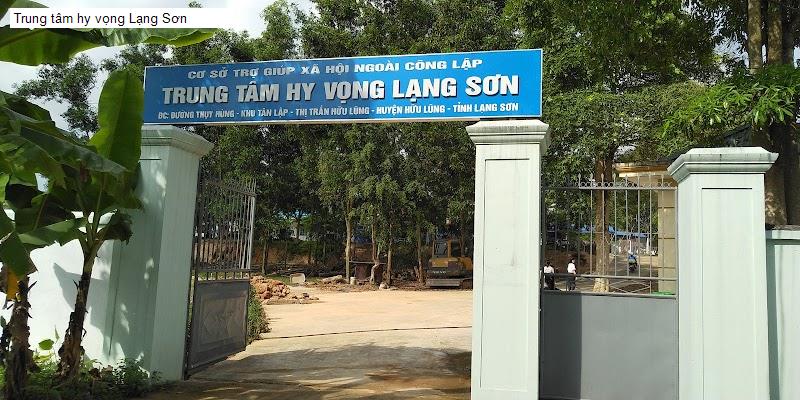 Trung tâm hy vọng Lạng Sơn
CƠ SỞ TRỢ GIÚP XÃ HỘI NGOÀI CÔNG LẬP
TRUNG TÂM HY VỌNG LẠNG SƠN
ĐC: ĐƯỜNG THỤY HÙNG - KHU TÂN LẬP - THỊ TRẤN HỮU LŨNG - HUYỆN HỮU LŨNG - TỈNH LẠNG SƠN